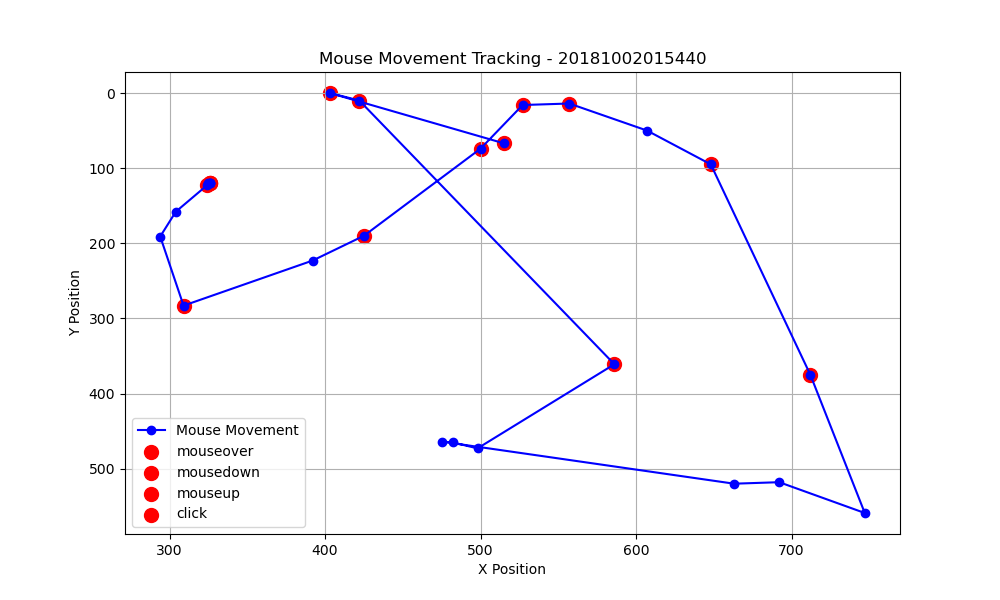 Mouse Movement Tracking - 20181002015440
0
100
200
300
400
500
Y Position
Mouse Movement
mouseover
mousedown
mouseup
click
300
400
500
600
700
X Position